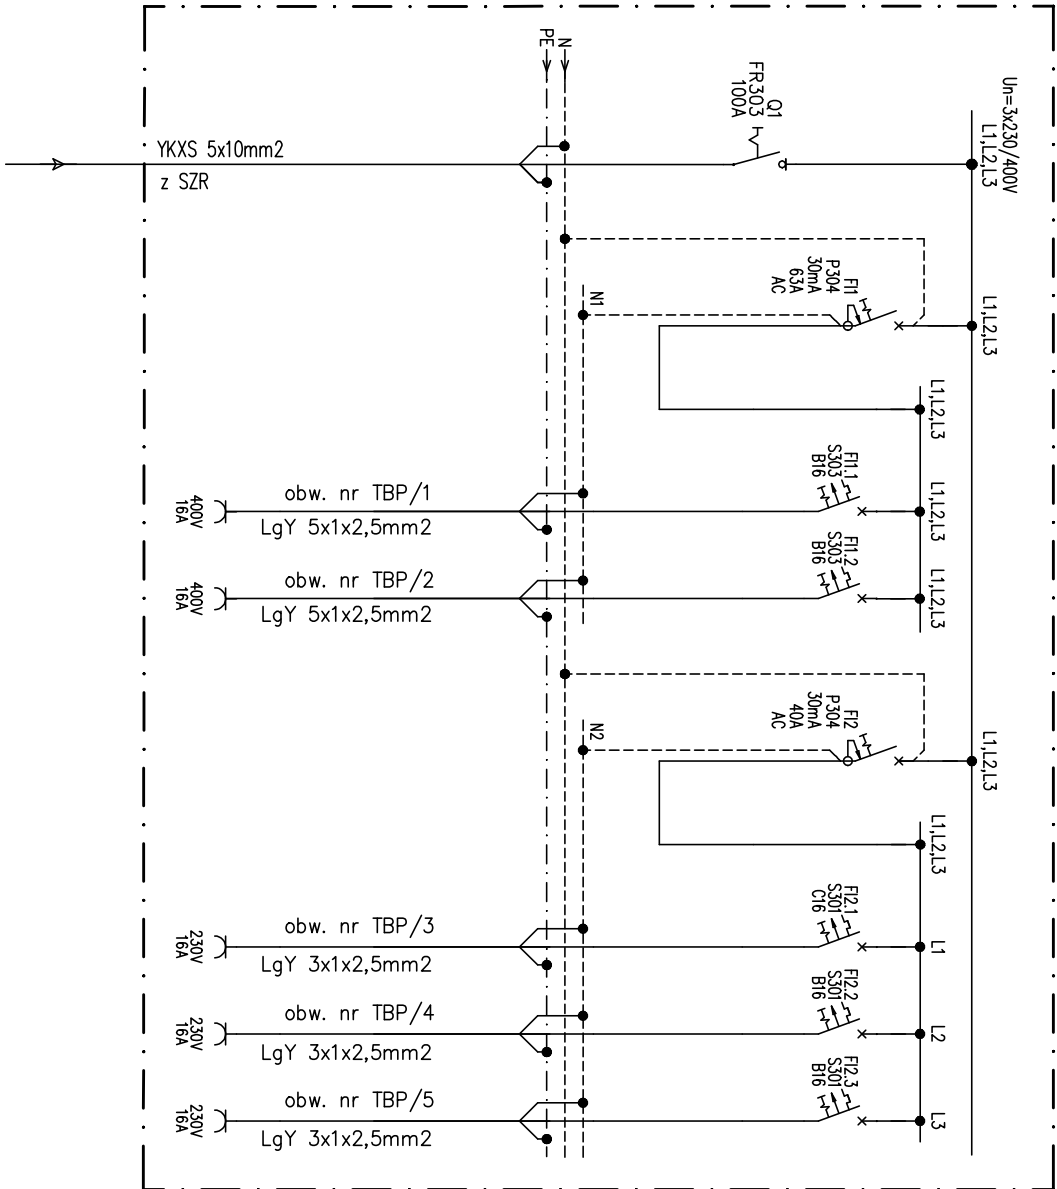 Un=3x230/400V
L1,L2,L3
PE
N
Q1
FR303
100A
YKXS 5x10mm2
z SZR
L1,L2,L3
FI1
P304
30mA
63A
AC
N1
L1,L2,L3
FI1.1
S303
B16
L1,L2,L3
obw. nr TBP/1
LgY 5x1x2,5mm2
400V
16A
FI1.2
S303
B16
L1,L2,L3
obw. nr TBP/2
LgY 5x1x2,5mm2
400V
16A
L1,L2,L3
FI2
P304
30mA
40A
AC
N2
L1,L2,L3
FI2.1
S301
C16
L1
obw. nr TBP/3
LgY 3x1x2,5mm2
230V
16A
FI2.2
S301
B16
L2
obw. nr TBP/4
LgY 3x1x2,5mm2
230V
16A
FI2.3
S301
B16
L3
obw. nr TBP/5
LgY 3x1x2,5mm2
230V
16A